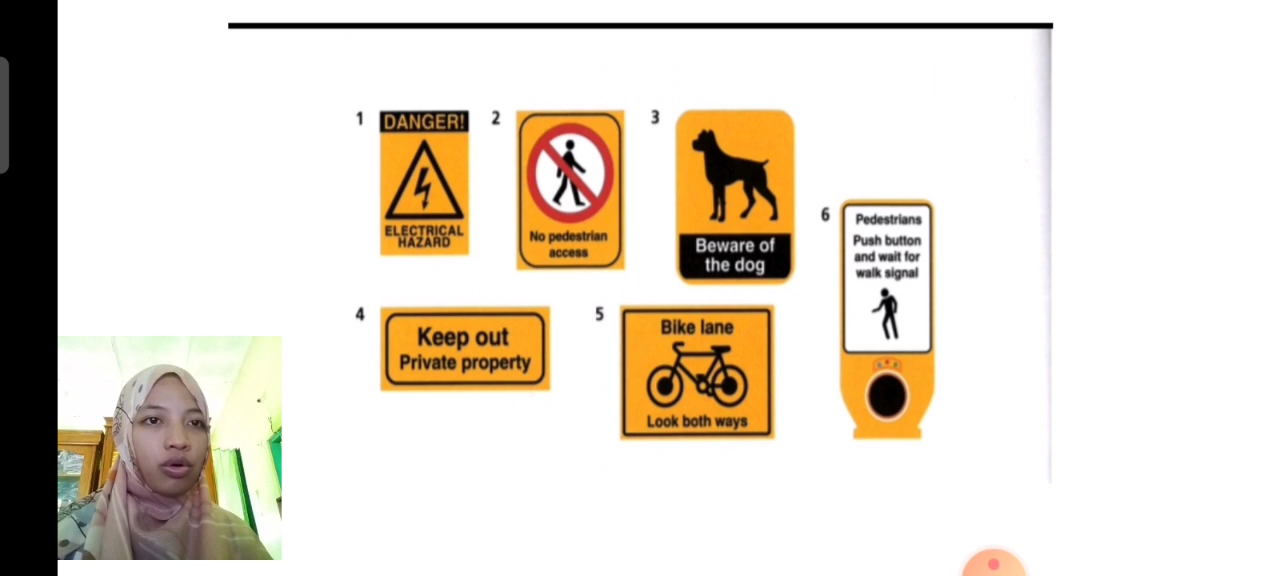 1
DANGER!
ELECTRICAL
HAZARD
2
No pedestrian
access
3
Beware of
the dog
4
Keep out
Private property
5
Bike lane
Look both ways
6
Pedestrians
Push button
and wait for
walk signal